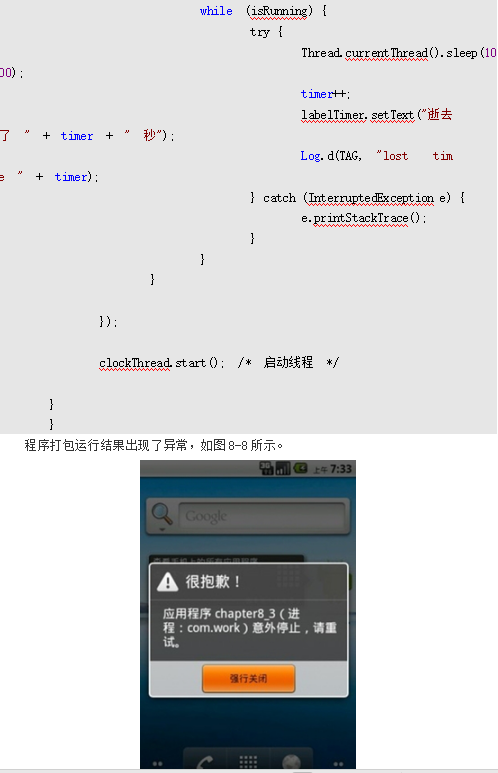 while (isRunning) {
try {
Thread.currentThread().sleep(10
00);
timer++;
labelTimer.setText("逝去
了 " + timer + " 秒");
Log.d(TAG, "lost tim
e " + timer);
} catch (InterruptedException e) {
e.printStackTrace();
}
}
}
});
clockThread.start(); /* 启动线程 */
}
}
程序打包运行结果出现了异常，如图8-8所示。
3G 上午 7:33
Google
很抱歉！
应用程序 chapter8_3（进
程：com.work）意外停止，请重
试。
强行关闭